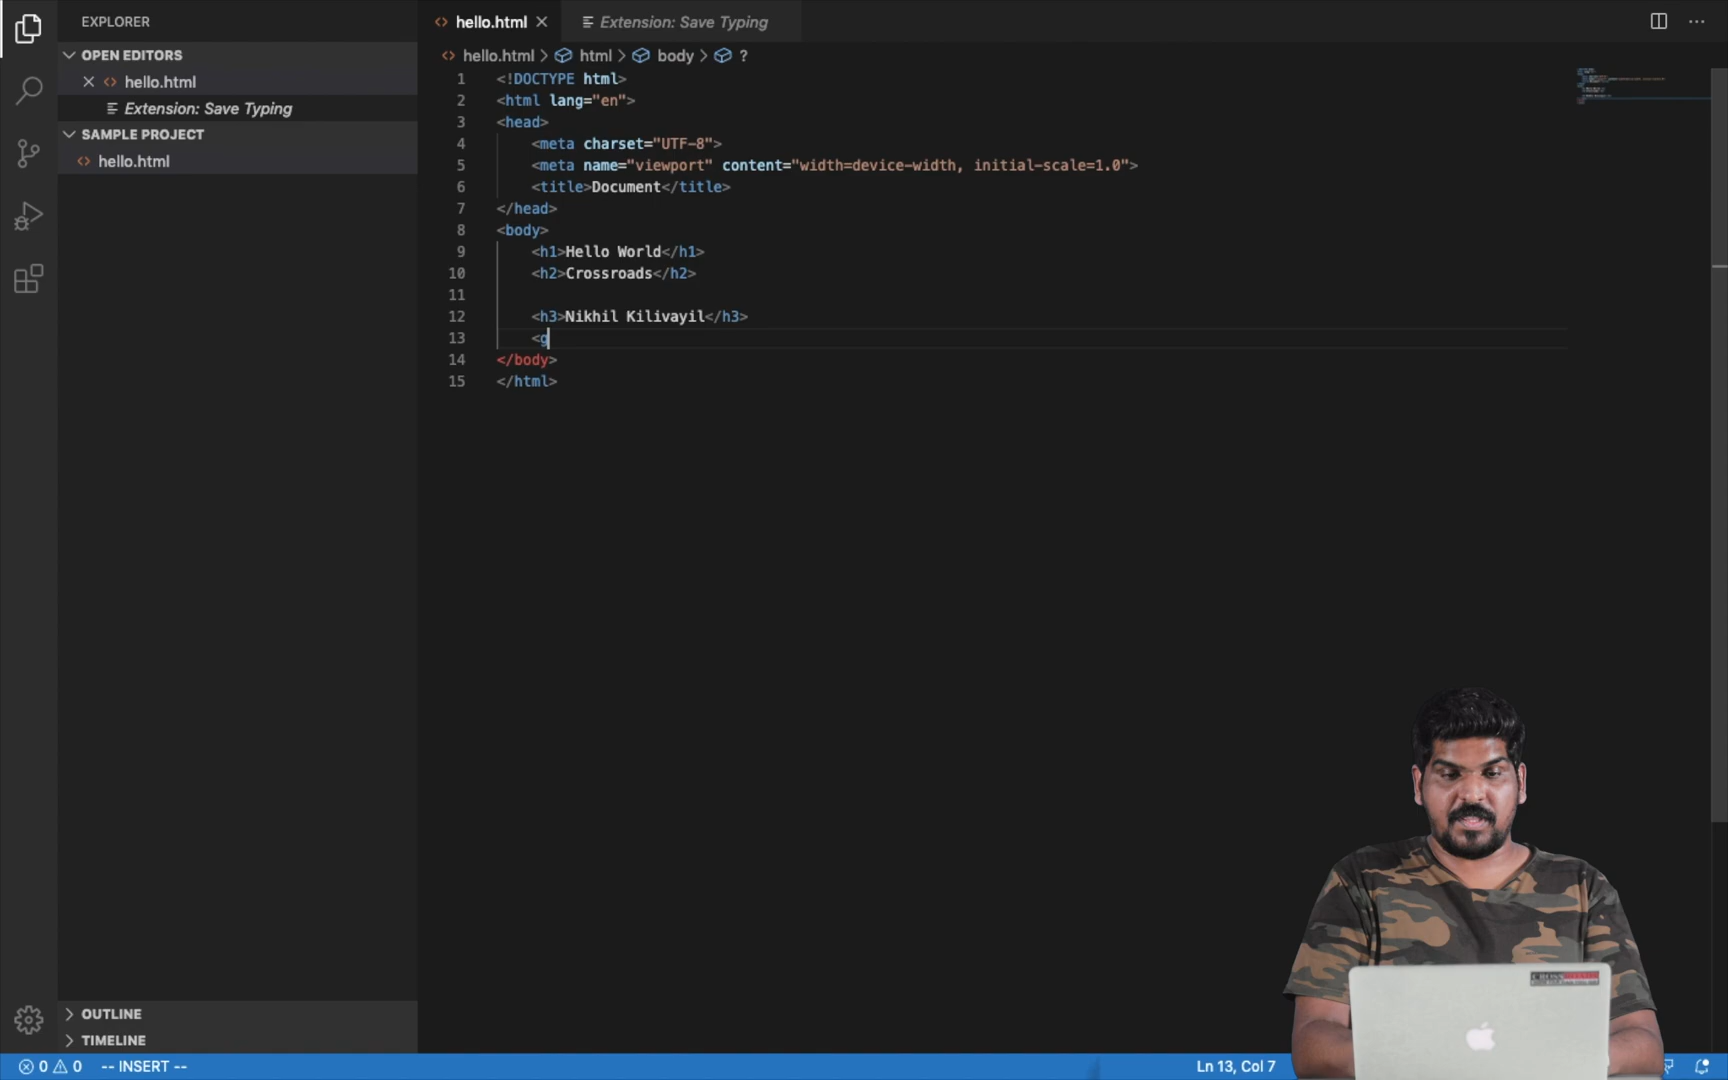 EXPLORER
OPEN EDITORS
hello.html
Extension: Save Typing
SAMPLE PROJECT
hello.html
OUTLINE
TIMELINE
hello.html
Extension: Save Typing
hello.html > html > body > ?
1 <!DOCTYPE html>
2 <html lang="en">
3 <head>
4 <meta charset="UTF-8">
5 <meta name="viewport" content="width=device-width, initial-scale=1.0">
6 <title>Document</title>
7 </head>
8 <body>
9 <h1>Hello World</h1>
10 <h2>Crossroads</h2>
11
12 <h3>Nikhil Kilivayil</h3>
13 <g
14 </body>
15 </html>
0 0 -- INSERT --
Ln 13, Col 7